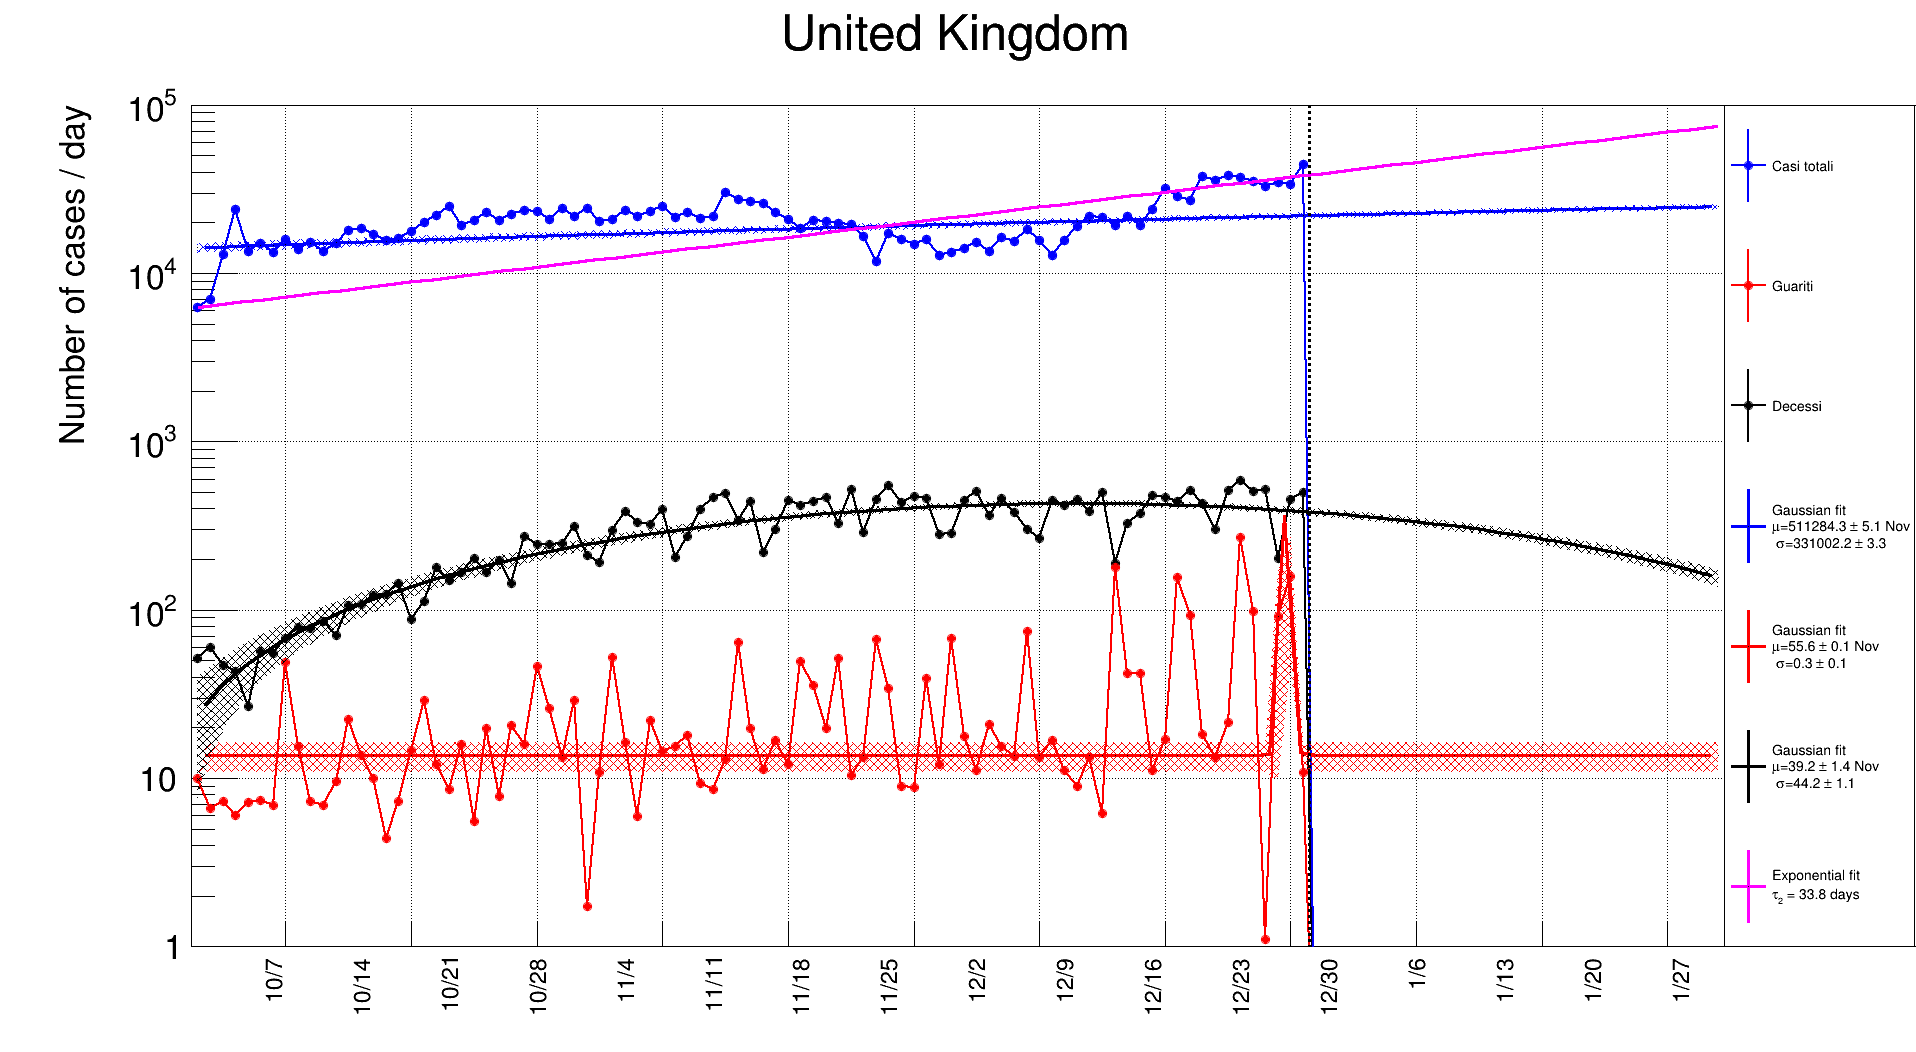 United Kingdom
Number of cases / day
10^5
10^4
10^3
10^2
10
1
10/7
10/14
10/21
10/28
11/4
11/11
11/18
11/25
12/2
12/9
12/16
12/23
12/30
1/6
1/13
1/20
1/27
Casi totali
Guariti
Decessi
Gaussian fit
μ=511284.3 ± 5.1 Nov
σ=331002.2 ± 3.3
Gaussian fit
μ=55.6 ± 0.1 Nov
σ=0.3 ± 0.1
Gaussian fit
μ=39.2 ± 1.4 Nov
σ=44.2 ± 1.1
Exponential fit
τ₂ = 33.8 days